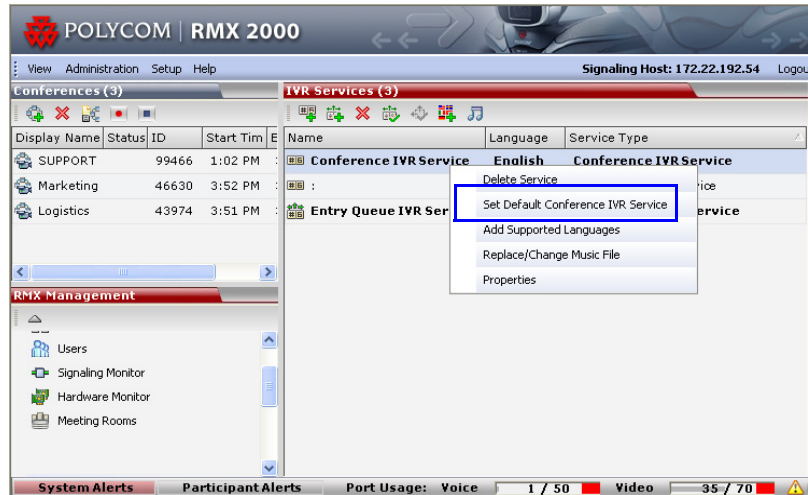 POLYCOM | RMX 2000
View Administration Setup Help Signaling Host: 172.22.192.54 Logou
Conferences (3)
IVR Services (3)
Display Name Status ID Start Tim E
Name Language Service Type
SUPPORT 99466 1:02 PM
Conference IVR Service English Conference IVR Service
Marketing 46630 3:52 PM
: ice
Logistics 43974 3:51 PM
Entry Queue IVR Ser ervice
Delete Service
Set Default Conference IVR Service
Add Supported Languages
Replace/Change Music File
Properties
RMX Management
Users
Signaling Monitor
Hardware Monitor
Meeting Rooms
System Alerts Participant Alerts Port Usage: Voice 1 / 50 Video 35 / 70